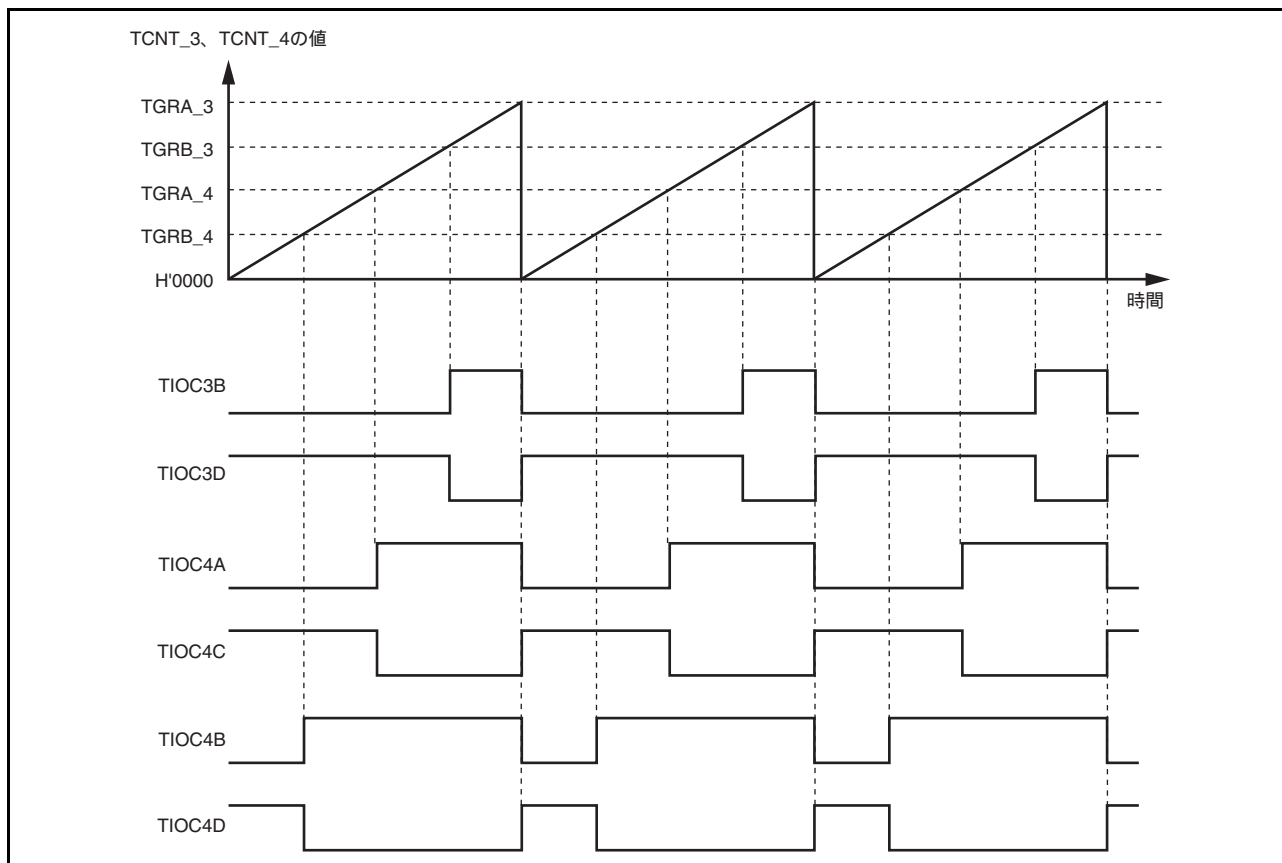 TCNT_3、TCNT_4の値
TGRA_3
TGRB_3
TGRA_4
TGRB_4
H'0000
時間
TIOC3B
TIOC3D
TIOC4A
TIOC4C
TIOC4B
TIOC4D